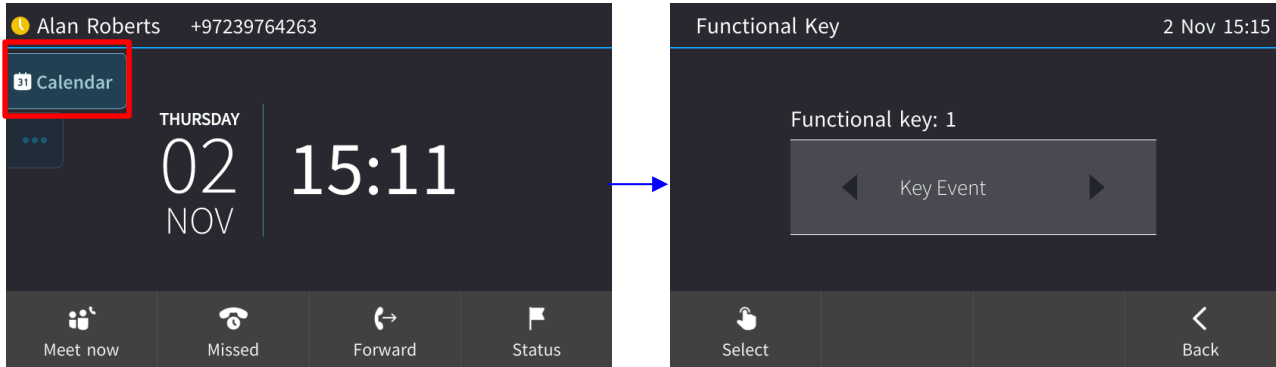 Alan Roberts +97239764263
31 Calendar
THURSDAY
02
NOV
15:11
Meet now Missed Forward Status
Functional Key 2 Nov 15:15
Functional key: 1
Key Event
Select Back